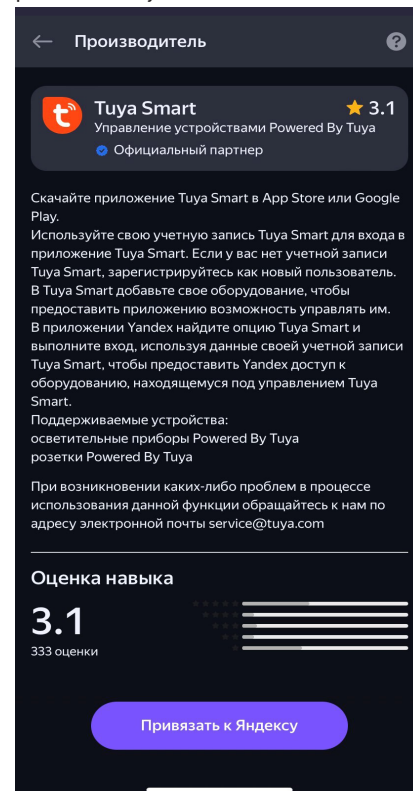 Производитель
Tuya Smart
3.1
Управление устройствами Powered By Tuya
Официальный партнер
Скачайте приложение Tuya Smart в App Store или Google
Play.
Используйте свою учетную запись Tuya Smart для входа в
приложение Tuya Smart. Если у вас нет учетной записи
Tuya Smart, зарегистрируйтесь как новый пользователь.
В Tuya Smart добавьте свое оборудование, чтобы
предоставить приложению возможность управлять им.
В приложении Yandex найдите опцию Tuya Smart и
выполните вход, используя данные своей учетной записи
Tuya Smart, чтобы предоставить Yandex доступ к
оборудованию, находящемуся под управлением Tuya
Smart.
Поддерживаемые устройства:
осветительные приборы Powered By Tuya
розетки Powered By Tuya
При возникновении каких-либо проблем в процессе
использования данной функции обращайтесь к нам по
адресу электронной почты service@tuya.com
Оценка навыка
3.1
333 оценки
Привязать к Яндексу